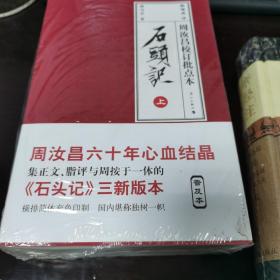 周汝昌校订批点本
石頭記
上
周汝昌六十年心血结晶
集正文、脂评与周按于一体的
《石头记》三新版本
普及本
横排简体套色印制 国内堪称独树一帜